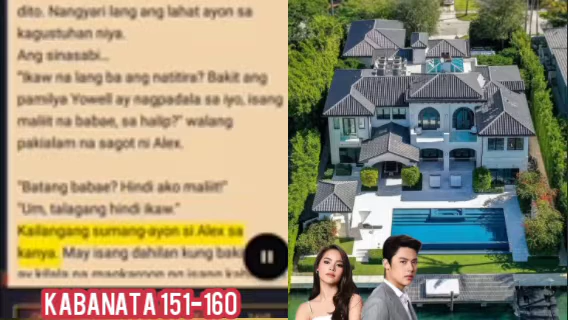 dito. Nangyari lang ang lahat ayon sa
kagustuhan niya.
Ang sinasabi...
"Ikaw na lang ba ang natitira? Bakit ang
pamilya Yowell ay nagpadala sa iyo, isang
maliit na babae, sa halip?" walang
pakialam na sagot ni Alex.
"Batang babae? Hindi ako maliit!"
"Um, talagang hindi ikaw."
Kailangang sumang-ayon si Alex sa
kanya. May isang dahilan kung
KABANATA 151-160